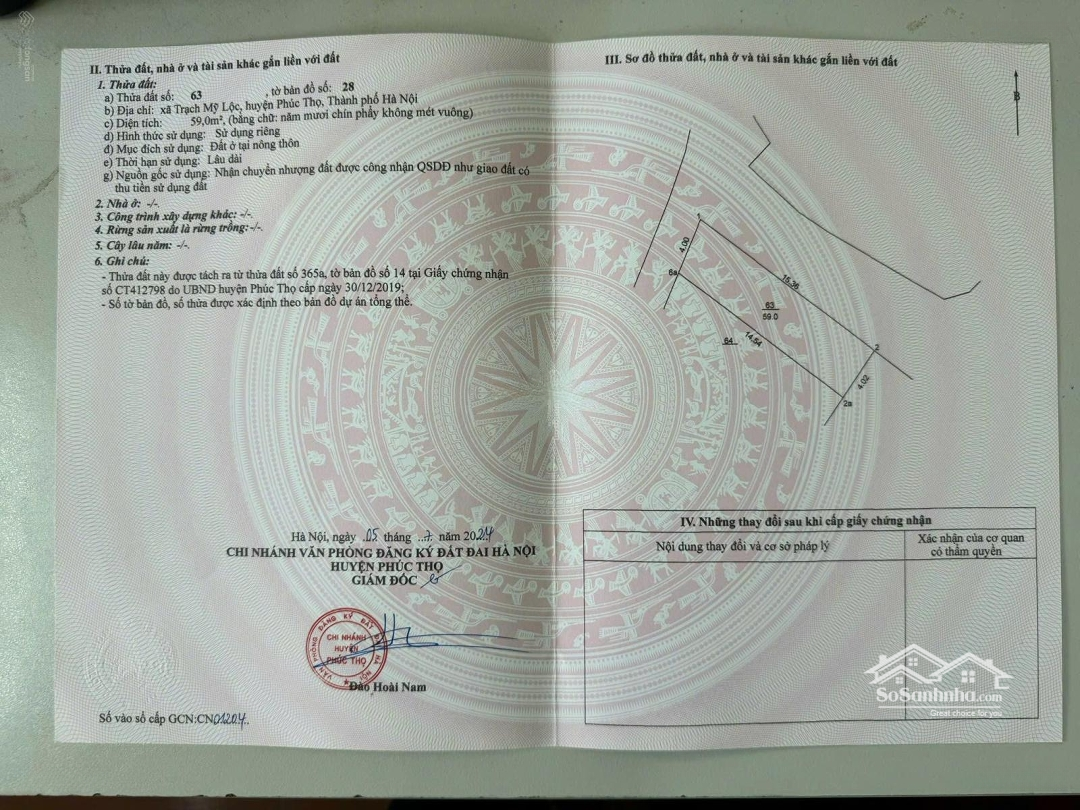 II. Thửa đất, nhà ở và tài sản khác gắn liền với đất
1. Thửa đất:
a) Thửa đất số: 63 , tờ bản đồ số: 28
b) Địa chỉ: xã Trạch Mỹ Lộc, huyện Phúc Thọ, Thành phố Hà Nội
c) Diện tích: 59,0m², (bằng chữ: năm mươi chín phẩy không mét vuông)
d) Hình thức sử dụng: Sử dụng riêng
đ) Mục đích sử dụng: Đất ở tại nông thôn
e) Thời hạn sử dụng: Lâu dài
g) Nguồn gốc sử dụng: Nhận chuyển nhượng đất được công nhận QSDĐ như giao đất có
thu tiền sử dụng đất
2. Nhà ở: -/-.
3. Công trình xây dựng khác: -/-.
4. Rừng sản xuất là rừng trồng:-/-.
5. Cây lâu năm: -/-.
6. Ghi chú:
- Thửa đất này được tách ra từ thửa đất số 365a, tờ bản đồ số 14 tại Giấy chứng nhận
số CT412798 do UBND huyện Phúc Thọ cấp ngày 30/12/2019;
- Số tờ bản đồ, số thửa được xác định theo bản đồ dự án tổng thể.
Hà Nội, ngày 05 tháng ..7. năm 2024
CHI NHÁNH VĂN PHÒNG ĐĂNG KÝ ĐẤT ĐAI HÀ NỘI
HUYỆN PHÚC THỌ
GIÁM ĐỐC
VĂN PHÒNG ĐĂNG KÝ ĐẤT ĐAI HÀ NỘI
CHI NHÁNH
HUYỆN
PHÚC THỌ
Đào Hoài Nam
Số vào sổ cấp GCN:CN01204.
III. Sơ đồ thửa đất, nhà ở và tài sản khác gắn liền với đất
B
1
4.00
6a
15.36
63
59.0
64
14.54
2
4.02
2a
IV. Những thay đổi sau khi cấp giấy chứng nhận
Nội dung thay đổi và cơ sở pháp lý
Xác nhận của cơ quan
có thẩm quyền
SoSanhnha.com
Great choice for you